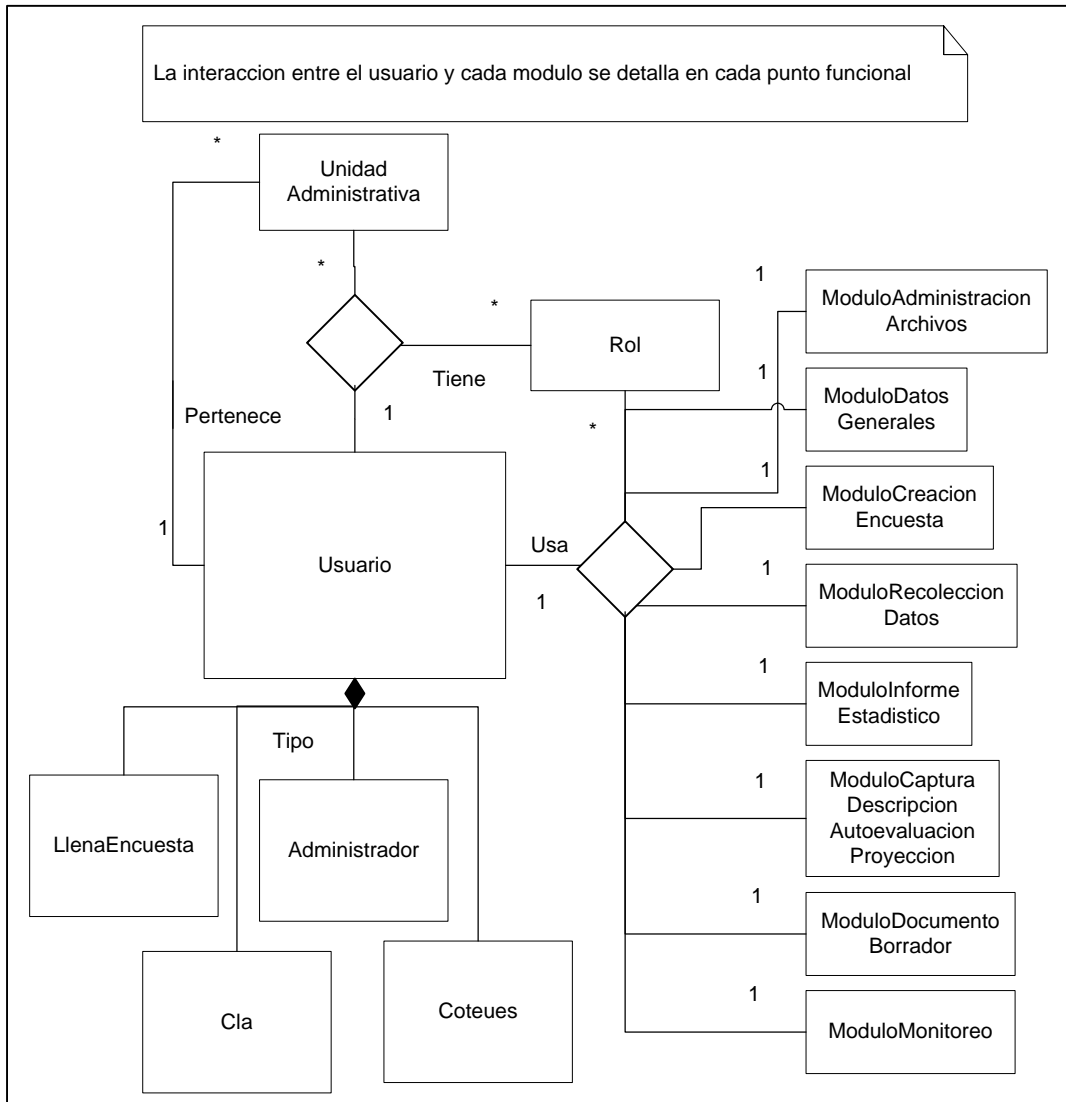 La interaccion entre el usuario y cada modulo se detalla en cada punto funcional
*
Unidad
Administrativa
*
*
1
ModuloAdministracion
Archivos
Rol
Tiene
1
ModuloDatos
Generales
Pertenece
1
*
1
ModuloCreacion
Encuesta
1
Usuario
Usa
1
1
ModuloRecoleccion
Datos
1
ModuloInforme
Estadistico
Tipo
LlenaEncuesta
Administrador
1
ModuloCaptura
Descripcion
Autoevaluacion
Proyeccion
1
ModuloDocumento
Borrador
Cla
Coteues
1
ModuloMonitoreo